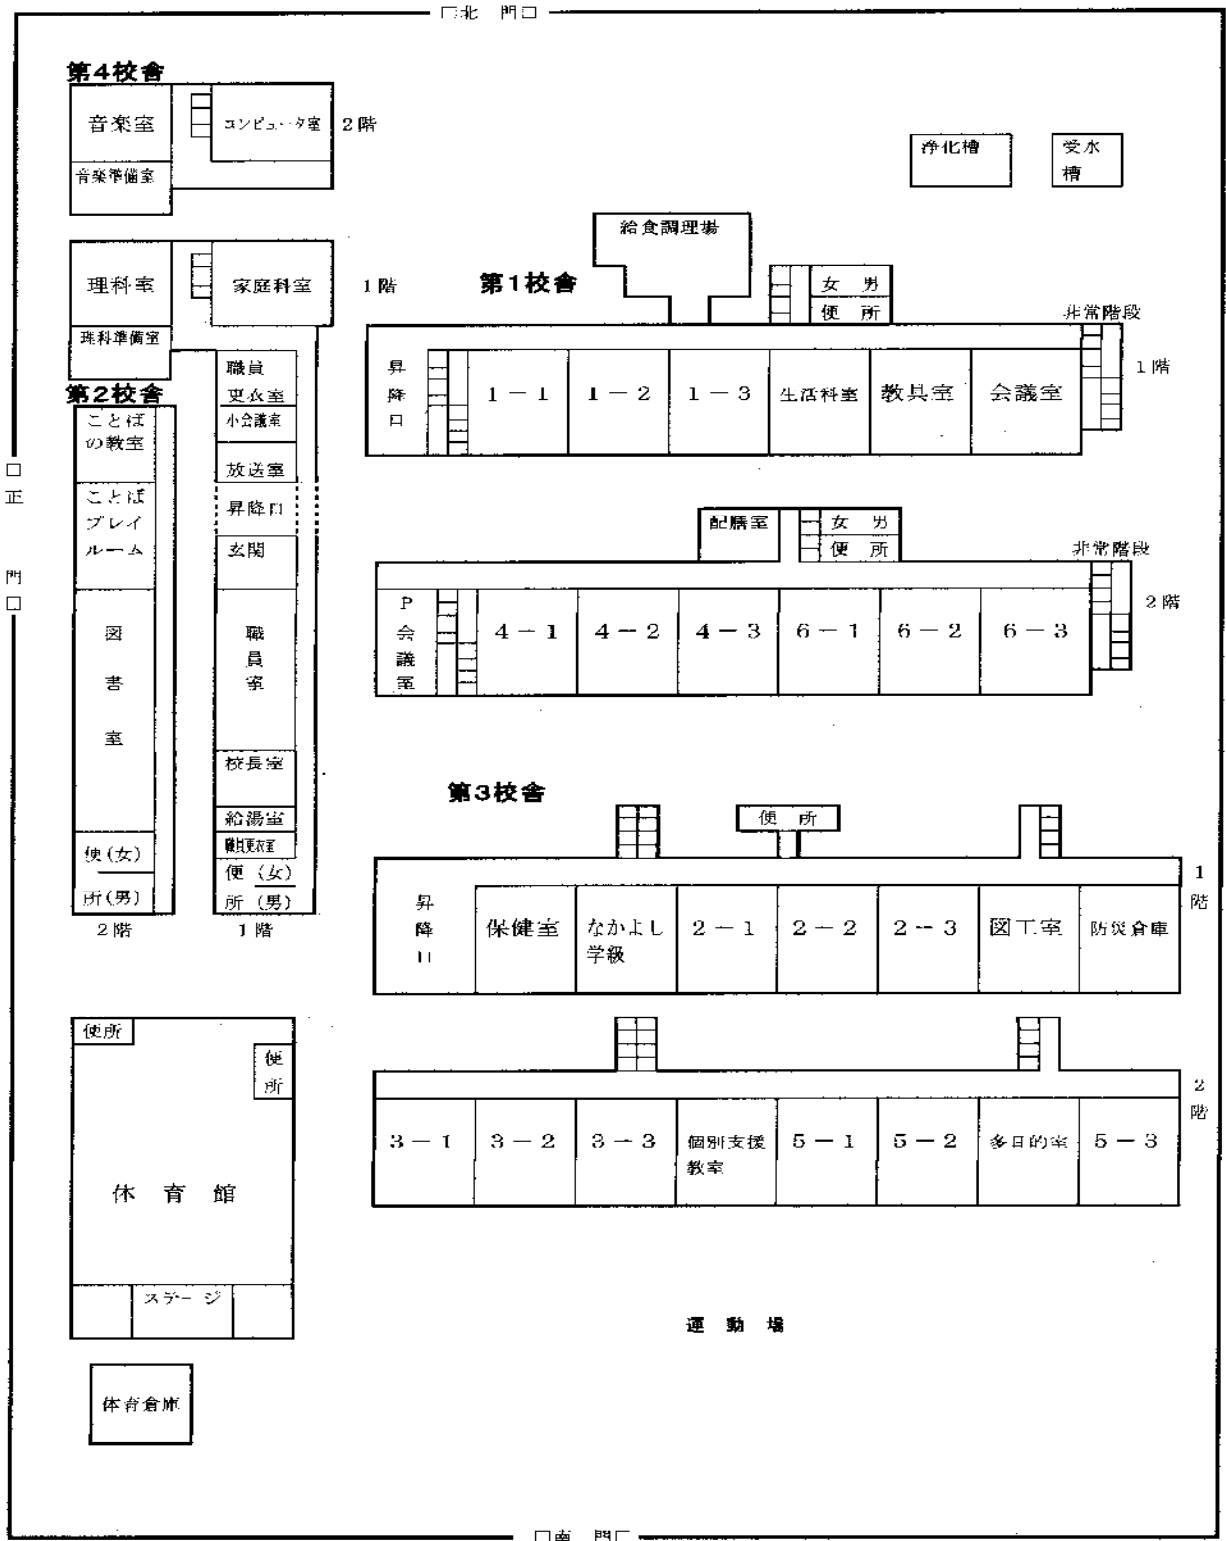 □北　門□
第4校舎
音楽室
コンピュータ室
2階
音楽準備室
浄化槽
受水
槽
給食調理場
理科室
家庭科室
1階
理科準備室
第1校舎
女　男
便　所
非常階段
昇
降
口
1－1
1－2
1－3
生活科室
教具室
会議室
1階
職員
更衣室
小会議室
放送室
昇降口
玄関
職
員
室
校長室
給湯室
職員更衣室
便（女）
所（男）
1階
第2校舎
ことば
の教室
ことば
プレイ
ルーム
図
書
室
便(女)
所(男)
2階
□
正
門
□
配膳室
女　男
便　所
非常階段
P
会
議
室
4－1
4－2
4－3
6－1
6－2
6－3
2階
第3校舎
便　所
昇
降
口
保健室
なかよし
学級
2－1
2－2
2－3
図工室
防災倉庫
1
階
3－1
3－2
3－3
個別支援
教室
5－1
5－2
多目的室
5－3
2
階
便所
便
所
体　育　館
ステージ
運　動　場
体育倉庫
□南　門□